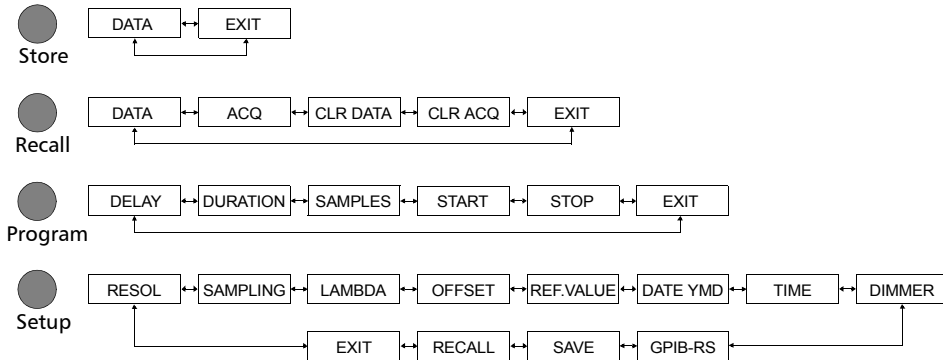 DATA EXIT
Store
DATA ACQ CLR DATA CLR ACQ EXIT
Recall
DELAY DURATION SAMPLES START STOP EXIT
Program
RESOL SAMPLING LAMBDA OFFSET REF.VALUE DATE YMD TIME DIMMER
Setup
EXIT RECALL SAVE GPIB-RS